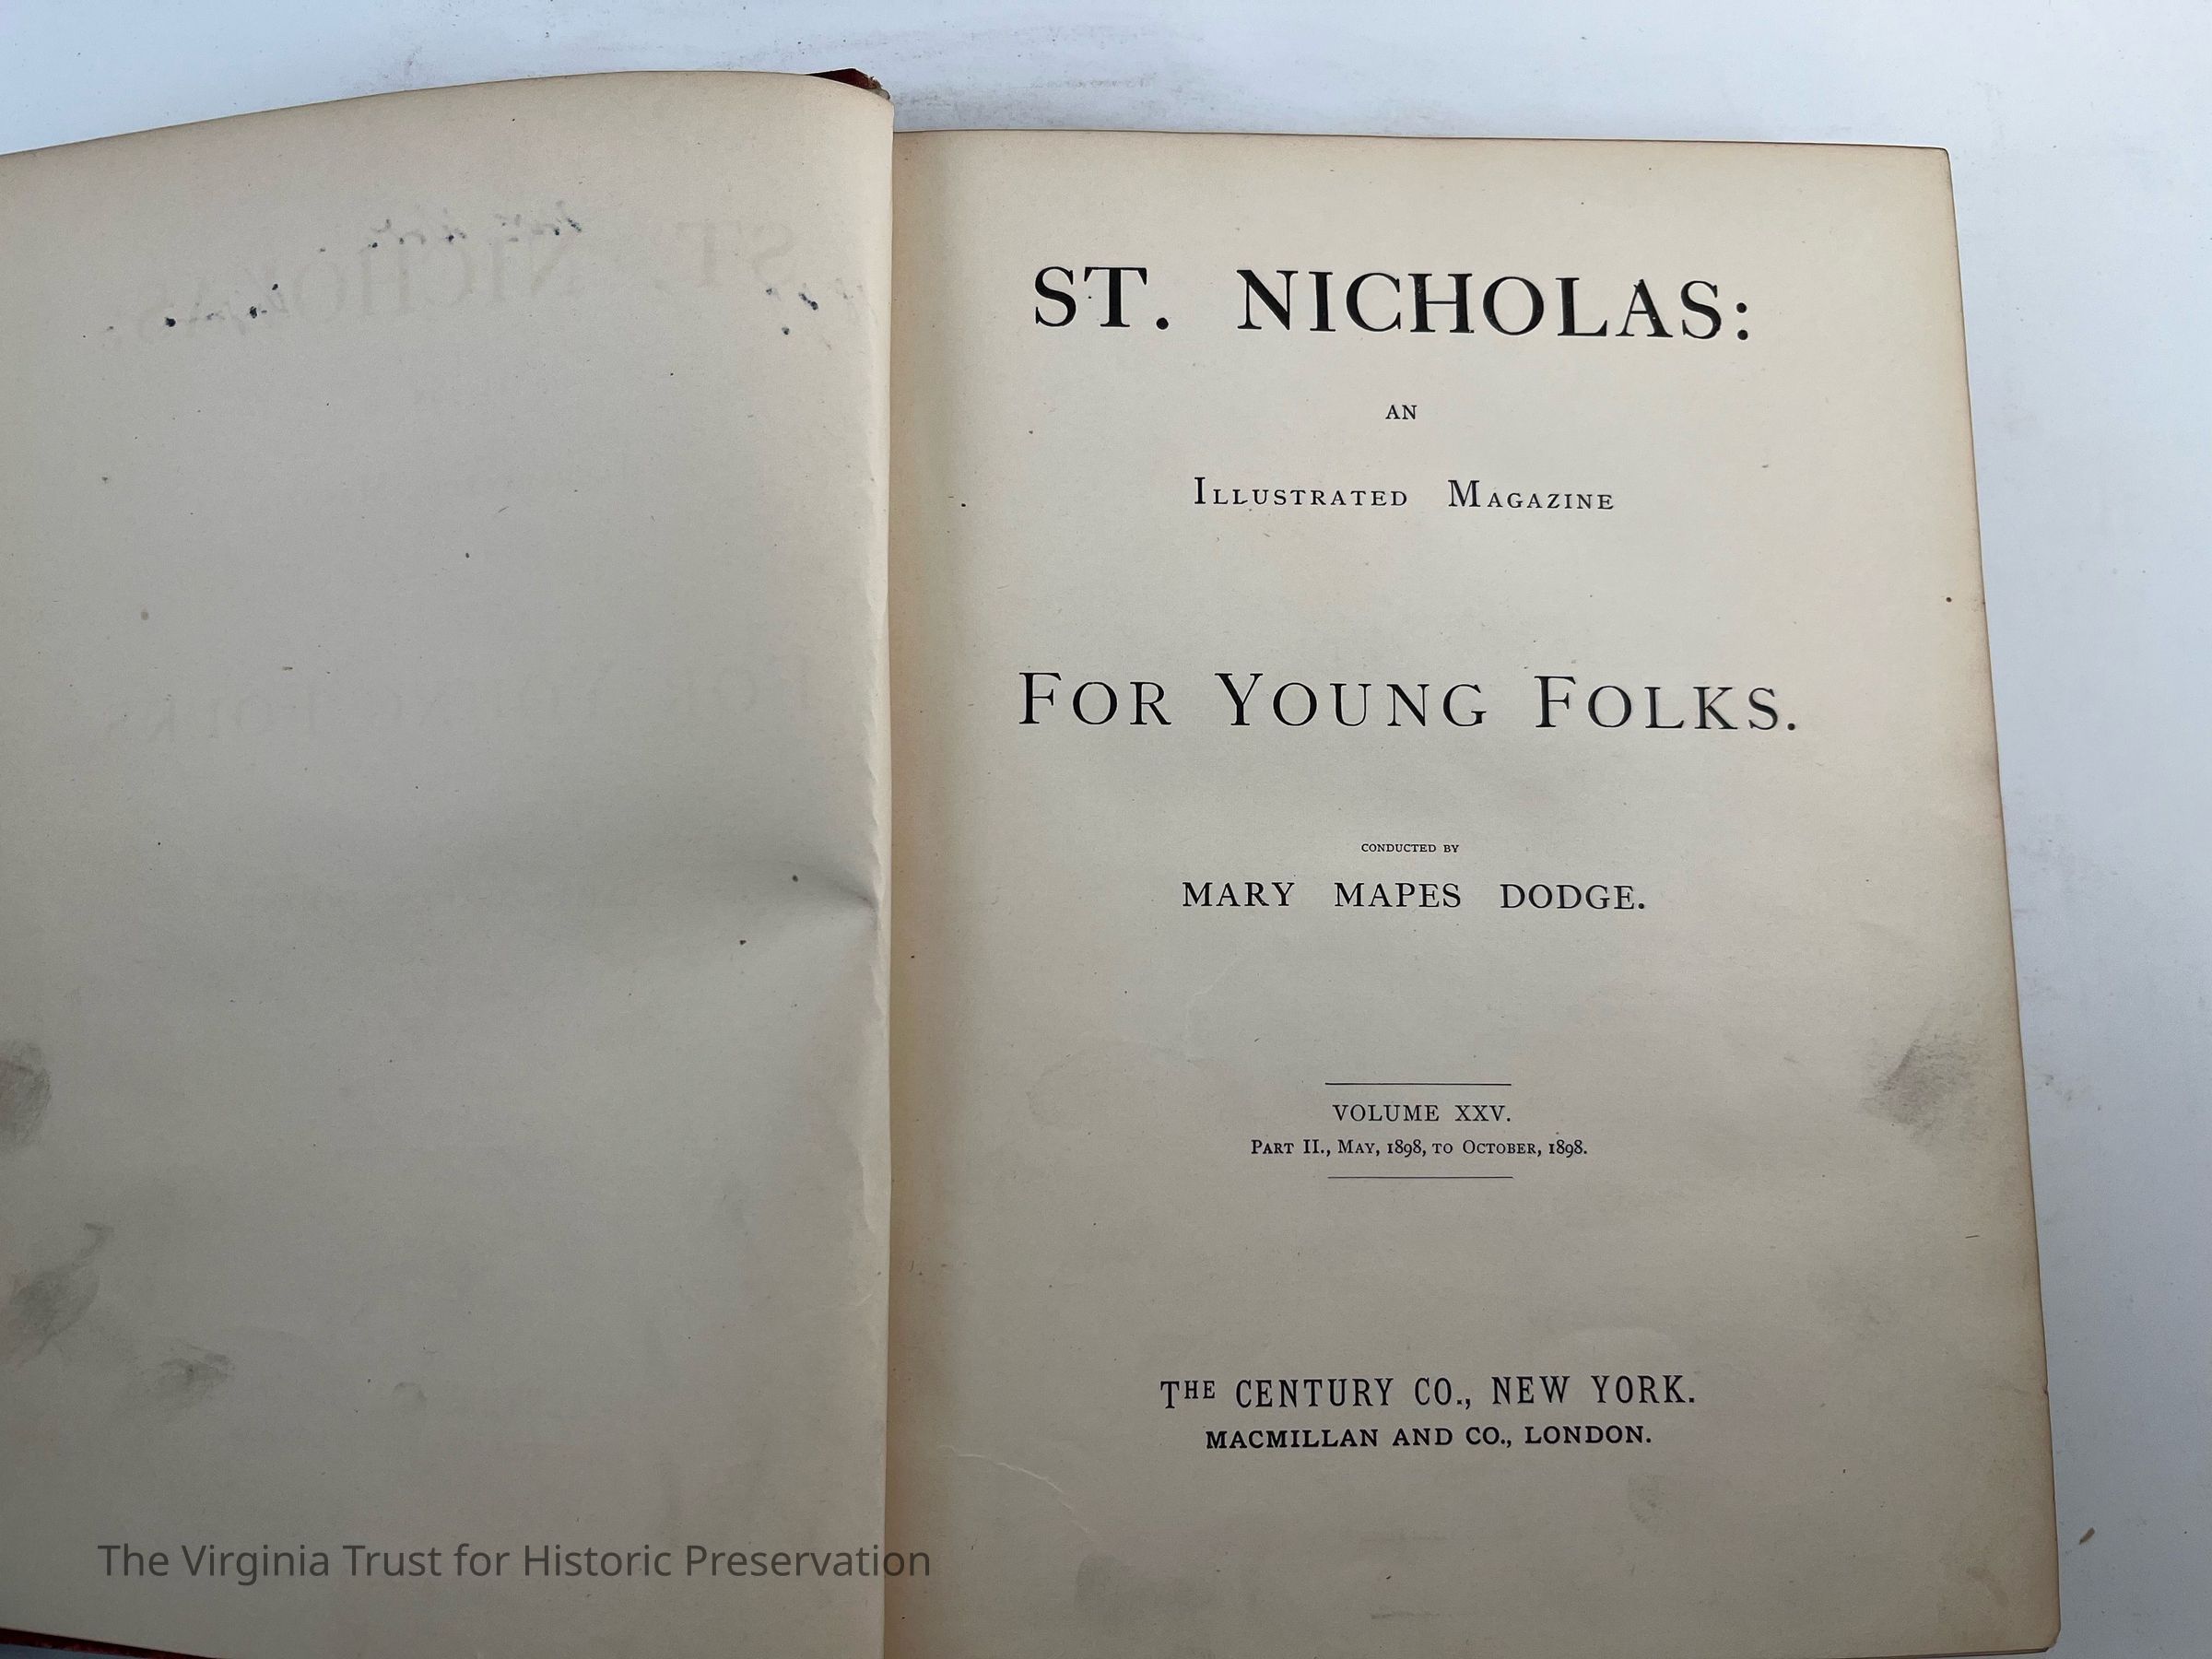 ST. NICHOLAS:
AN
ILLUSTRATED MAGAZINE
FOR YOUNG FOLKS.
CONDUCTED BY
MARY MAPES DODGE.
VOLUME XXV.
PART II., MAY, 1898, TO OCTOBER, 1898.
THE CENTURY CO., NEW YORK.
MACMILLAN AND CO., LONDON.
The Virginia Trust for Historic Preservation